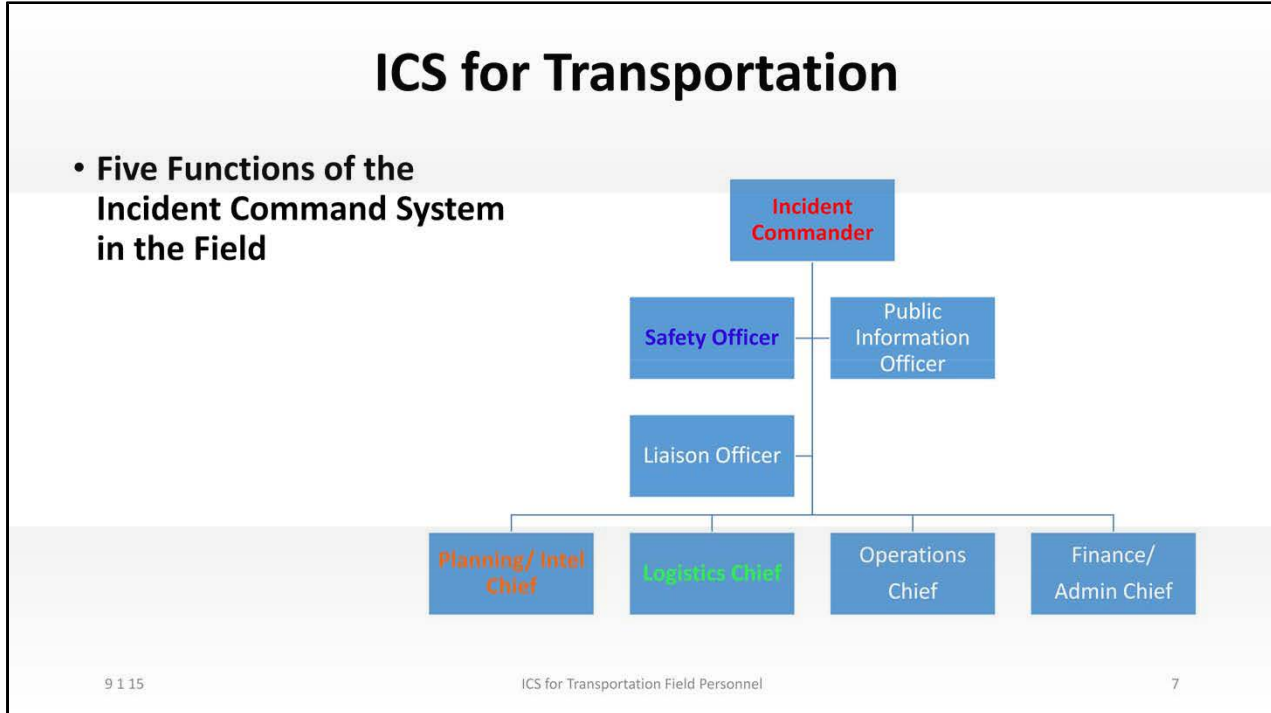 ICS for Transportation
• Five Functions of the
Incident Command System
in the Field
Incident
Commander
Safety Officer
Public
Information
Officer
Liaison Officer
Planning/ Intel
Chief
Logistics Chief
Operations
Chief
Finance/
Admin Chief
9 1 15
ICS for Transportation Field Personnel
7